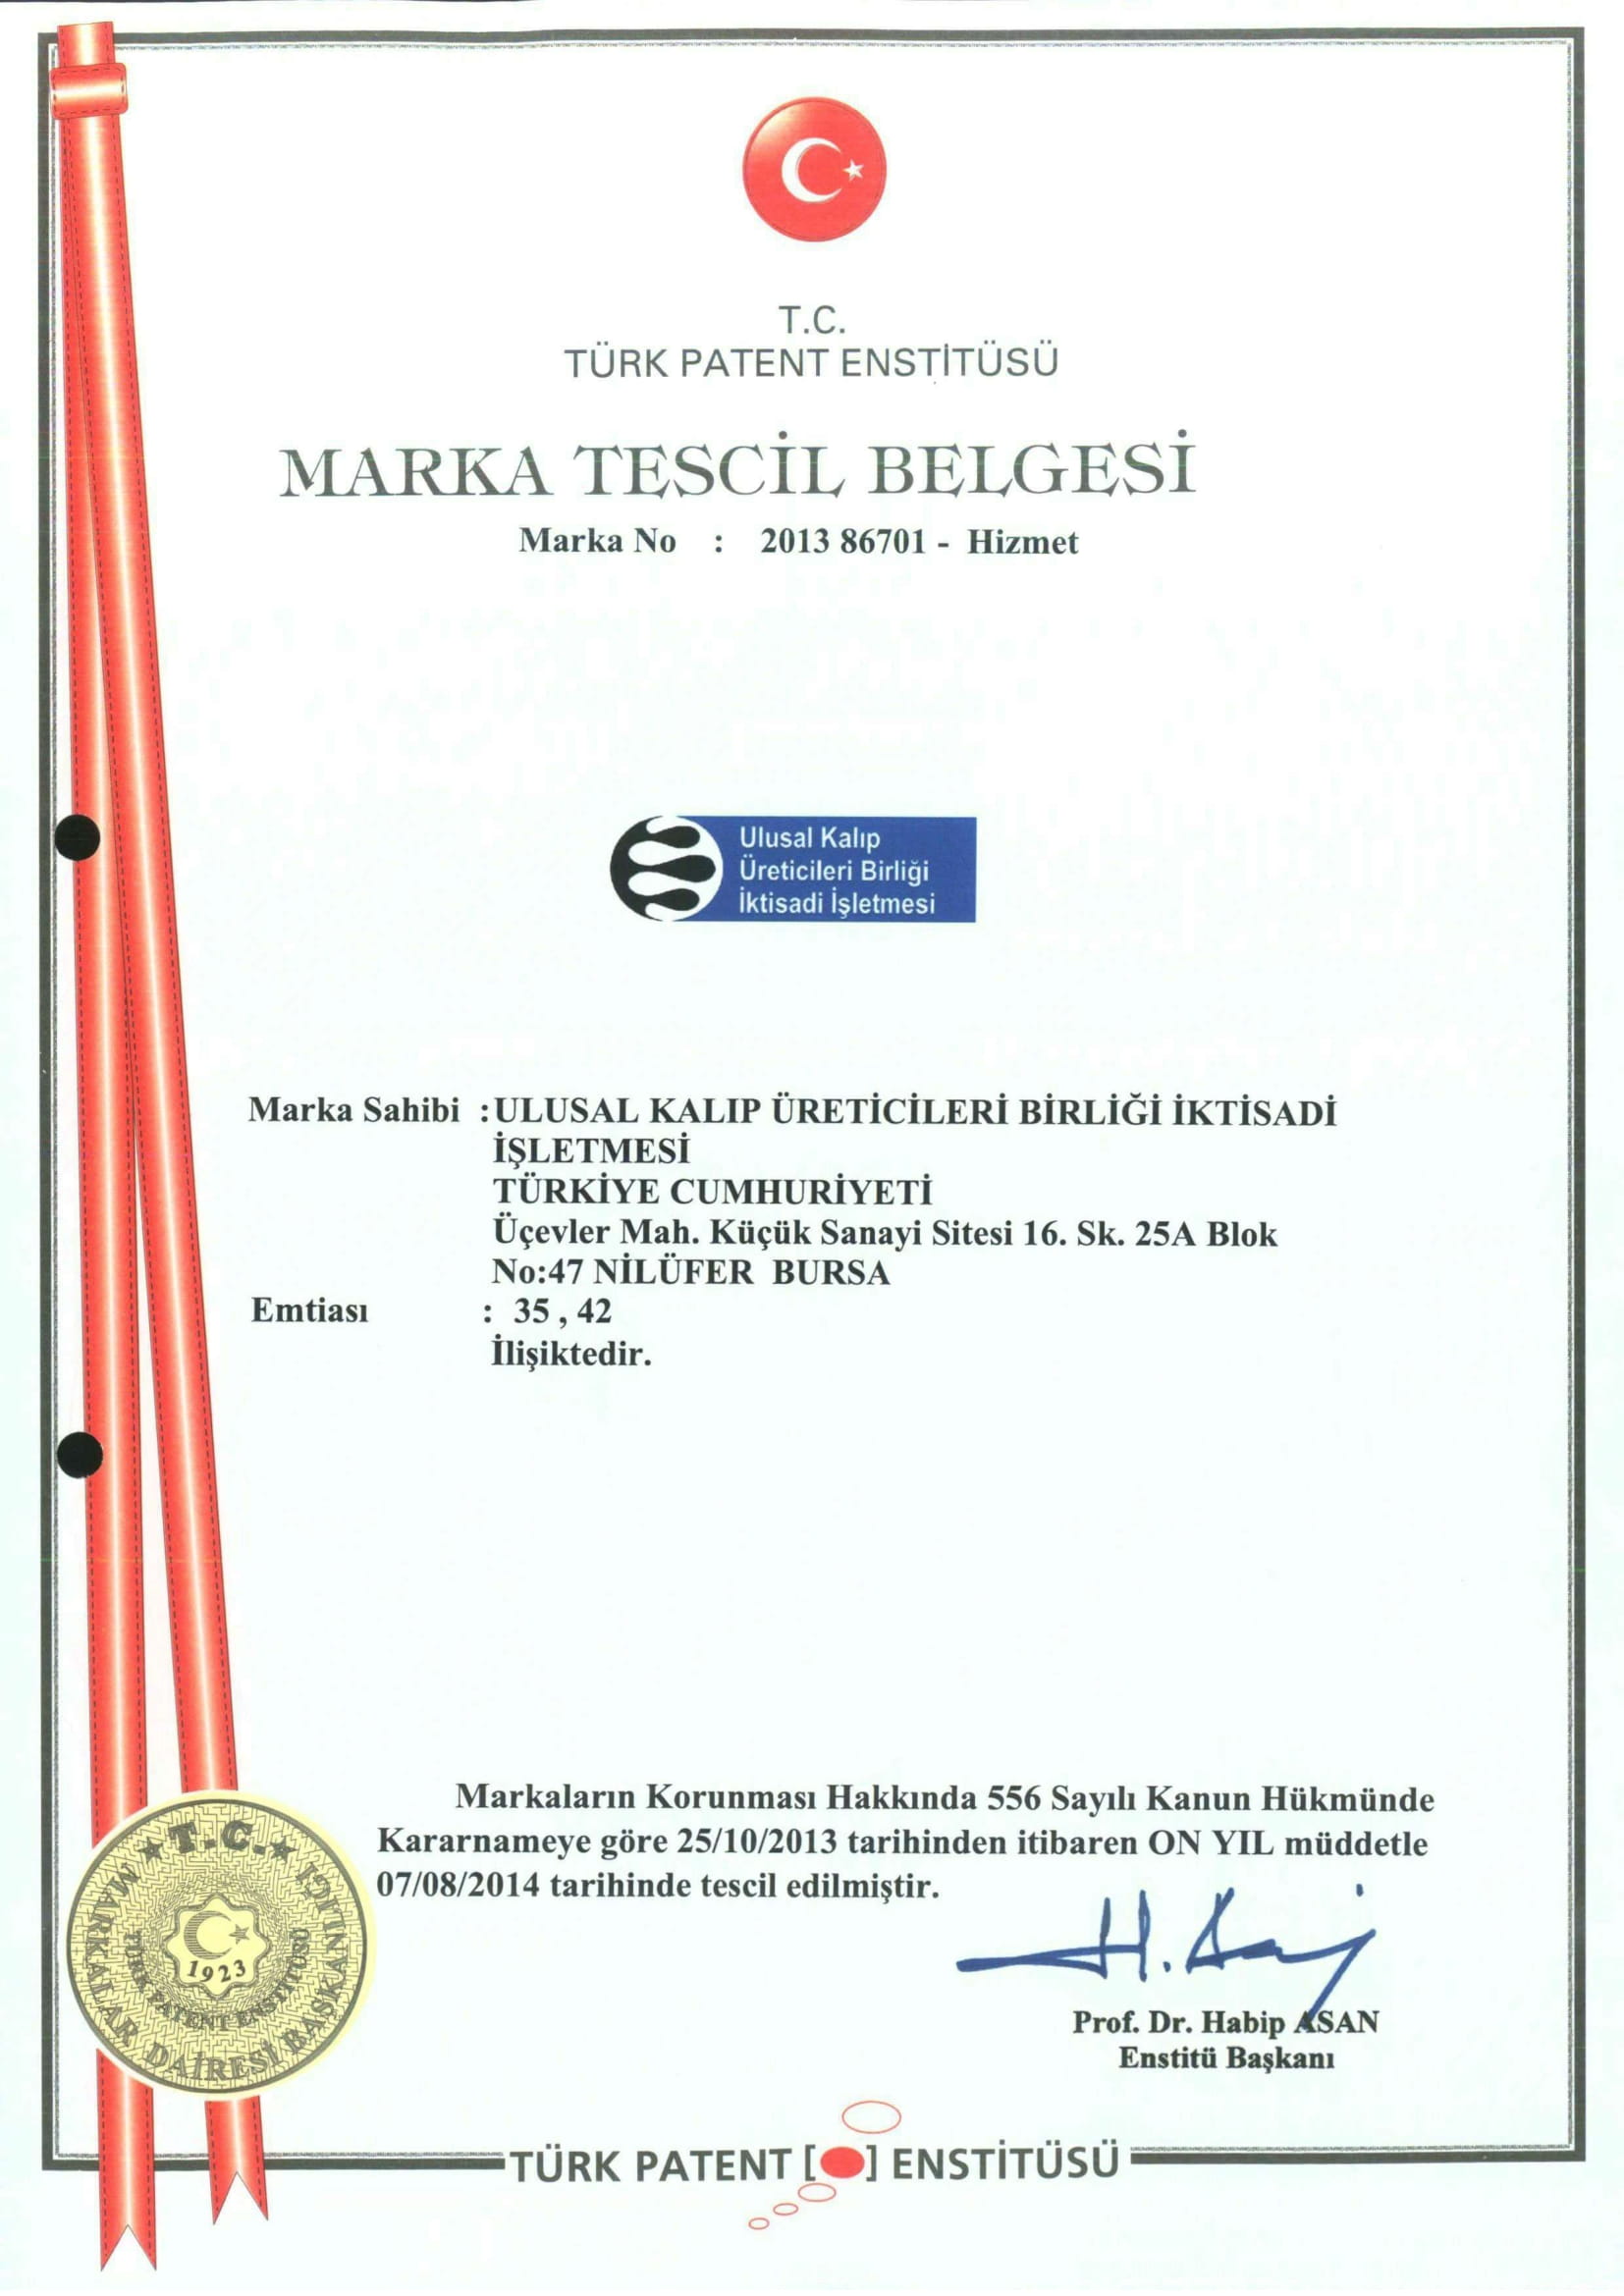 T.C.
TÜRK PATENT ENSTİTÜSÜ
MARKA TESCİL BELGESİ
Marka No : 2013 86701 - Hizmet
Ulusal Kalıp
Üreticileri Birliği
İktisadi İşletmesi
Marka Sahibi :ULUSAL KALIP ÜRETİCİLERİ BİRLİĞİ İKTİSADİ
İŞLETMESİ
TÜRKİYE CUMHURİYETİ
Üçevler Mah. Küçük Sanayi Sitesi 16. Sk. 25A Blok
No:47 NİLÜFER BURSA
Emtiası : 35 , 42
İlişiktedir.
Markaların Korunması Hakkında 556 Sayılı Kanun Hükmünde
Kararnameye göre 25/10/2013 tarihinden itibaren ON YIL müddetle
07/08/2014 tarihinde tescil edilmiştir.
Prof. Dr. Habip ASAN
Enstitü Başkanı
T.C.
MARKALAR DAİRESİ BAŞKANLIĞI
TÜRK PATENT ENSTİTÜSÜ
1923
TÜRK PATENT [ ] ENSTİTÜSÜ